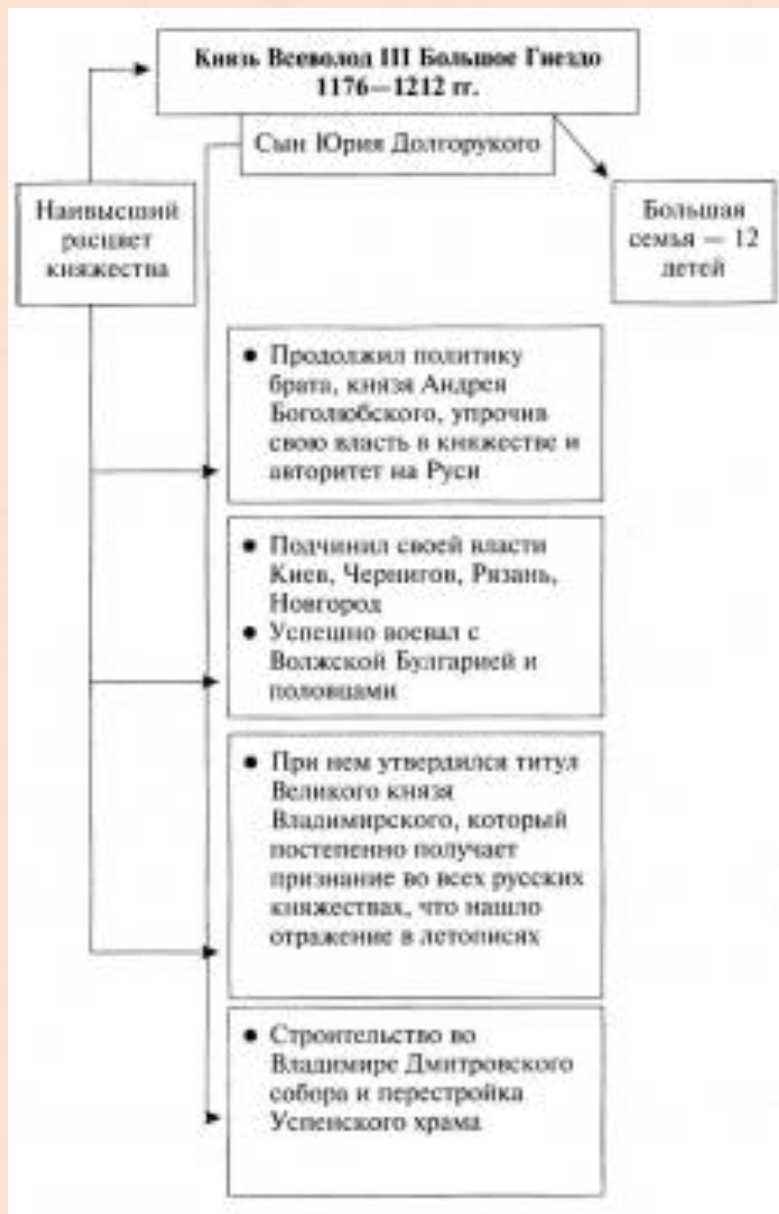 Князь Всеволод III Большое Гнездо
1176—1212 гг.
Сын Юрия Долгорукого
Наивысший
расцвет
княжества
Большая
семья — 12
детей
● Продолжил политику
брата, князя Андрея
Боголюбского, упрочив
свою власть в княжестве и
авторитет на Руси
● Подчинил своей власти
Киев, Чернигов, Рязань,
Новгород
● Успешно воевал с
Волжской Булгарией и
половцами
● При нем утвердился титул
Великого князя
Владимирского, который
постепенно получает
признание во всех русских
княжествах, что нашло
отражение в летописях
● Строительство во
Владимире Дмитровского
собора и перестройка
Успенского храма